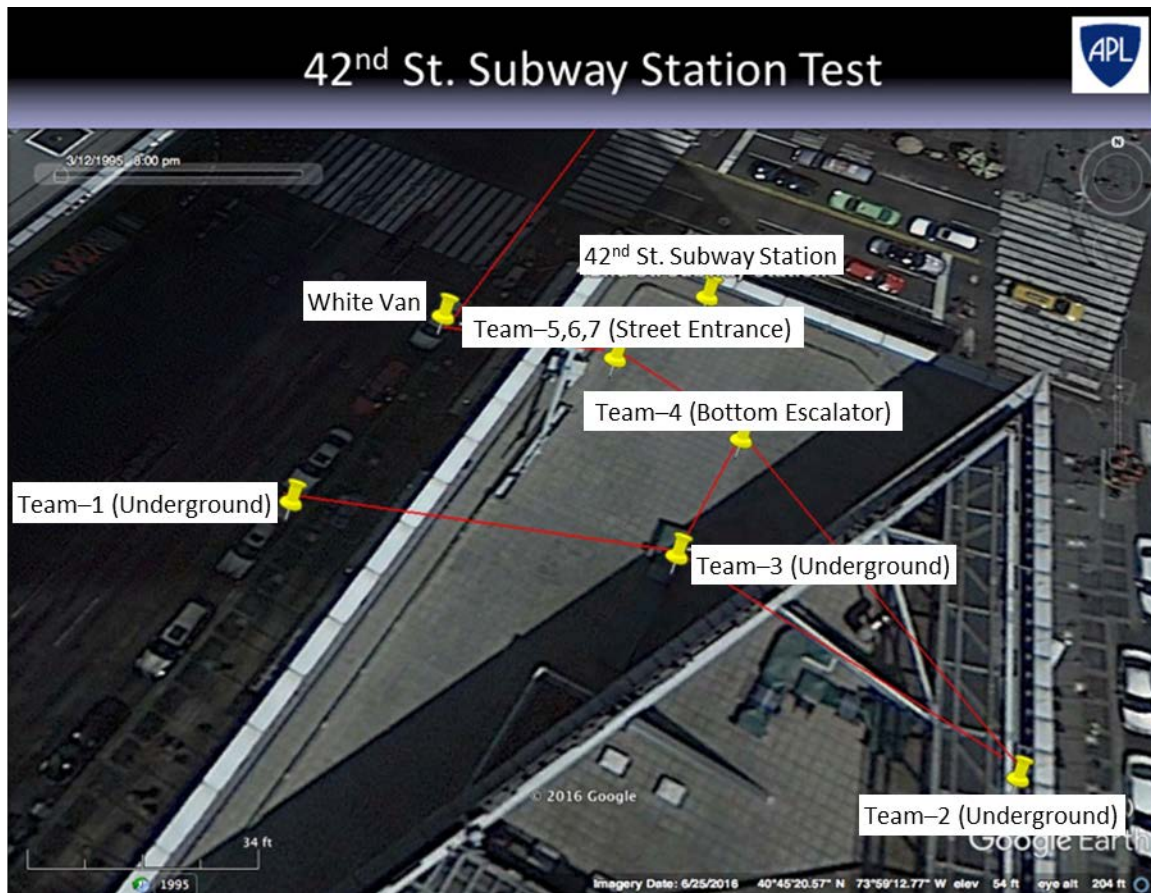 42nd St. Subway Station Test
APL
3/12/1995 8:00 pm
N
42nd St. Subway Station
White Van
Team–5,6,7 (Street Entrance)
Team–4 (Bottom Escalator)
Team–1 (Underground)
Team–3 (Underground)
© 2016 Google
Team–2 (Underground)
Google Earth
34 ft
1995
Imagery Date: 6/25/2016 40°45'20.57" N 73°59'12.77" W elev 54 ft eye alt 204 ft